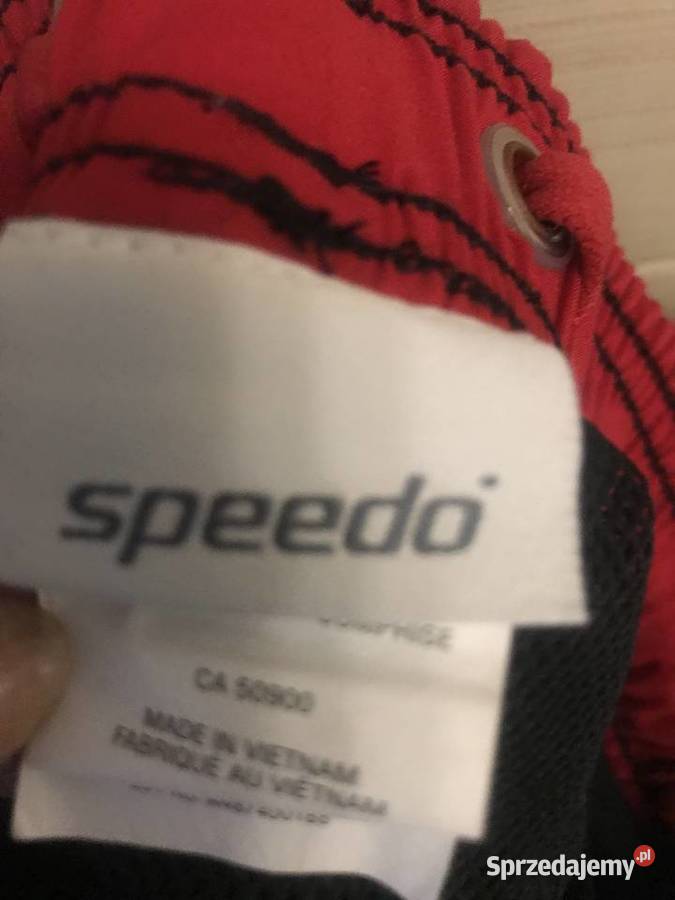 speedo
CA 50900
MADE IN VIETNAM
FABRIQUE AU VIETNAM
Sprzedajemy.pl